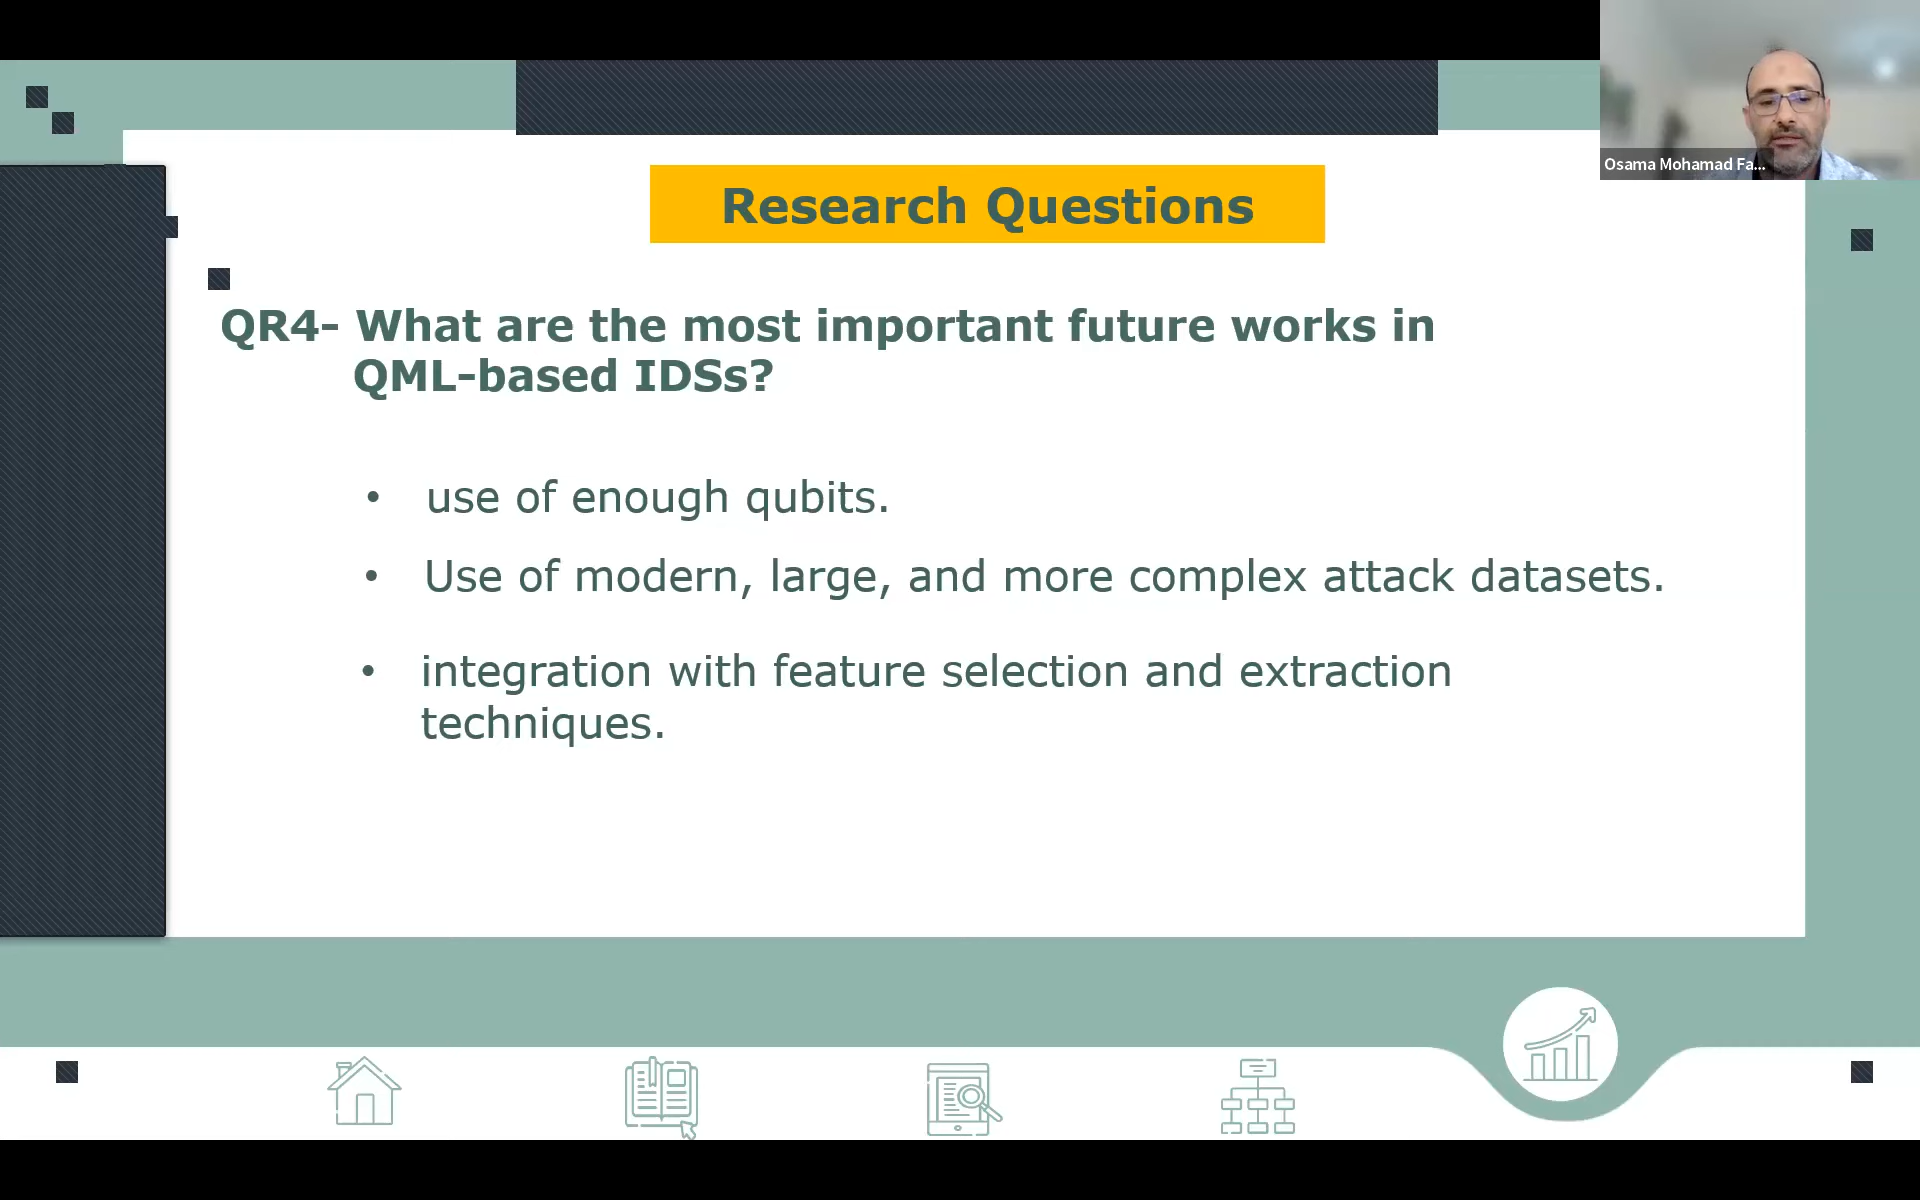 Osama Mohamad Fa...
Research Questions
QR4- What are the most important future works in
QML-based IDSs?
• use of enough qubits.
• Use of modern, large, and more complex attack datasets.
• integration with feature selection and extraction
techniques.